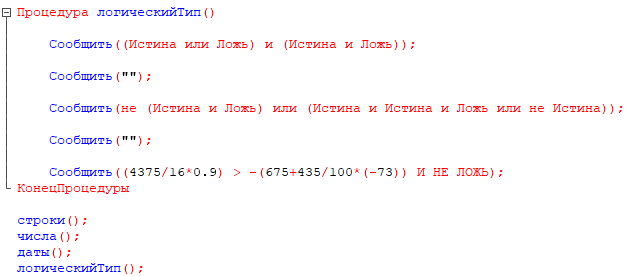 Процедура логическийТип()
Сообщить((Истина или Ложь) и (Истина и Ложь));
Сообщить("");
Сообщить(не (Истина и Ложь) или (Истина и Истина и Ложь или не Истина));
Сообщить("");
Сообщить((4375/16*0.9) > -(675+435/100*(-73)) И НЕ ЛОЖЬ);
КонецПроцедуры
строки();
числа();
даты();
логическийТип();